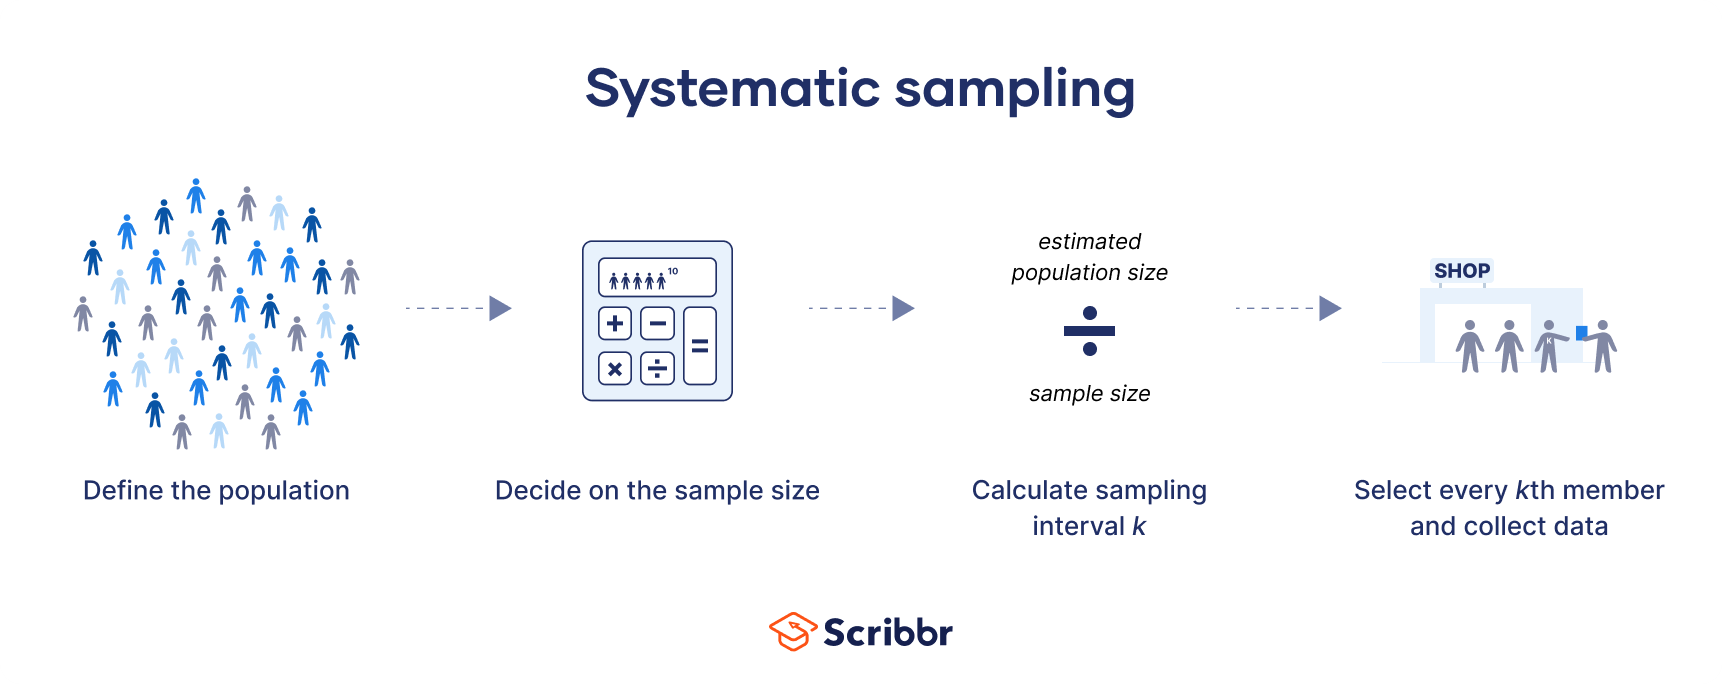 Systematic sampling
10
+ −
× ÷ =
estimated
population size
÷
sample size
SHOP
K
Define the population
Decide on the sample size
Calculate sampling
interval k
Select every kth member
and collect data
Scribbr